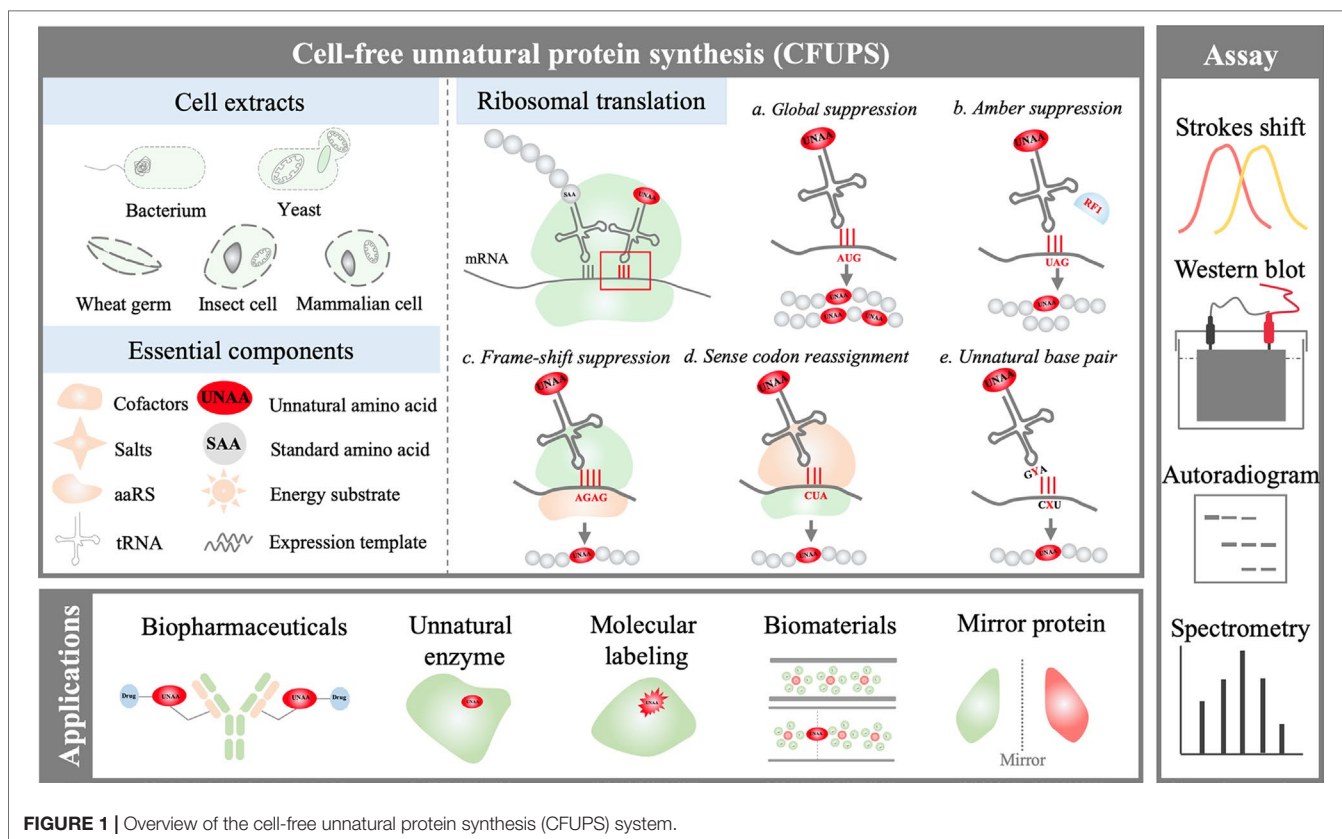 Cell-free unnatural protein synthesis (CFUPS)
Cell extracts
Bacterium
Yeast
Wheat germ
Insect cell
Mammalian cell
Essential components
Cofactors
UNAA
Unnatural amino acid
Salts
SAA
Standard amino acid
aaRS
Energy substrate
tRNA
Expression template
Ribosomal translation
SAA
UNAA
mRNA
a. Global suppression
UNAA
AUG
UNAA
UNAA
UNAA
b. Amber suppression
UNAA
RF1
UAG
UNAA
c. Frame-shift suppression
UNAA
AGAG
UNAA
d. Sense codon reassignment
UNAA
CUA
UNAA
e. Unnatural base pair
UNAA
GYA
CXU
UNAA
Assay
Strokes shift
Western blot
Autoradiogram
Spectrometry
Applications
Biopharmaceuticals
Drug
UNAA
UNAA
Drug
Unnatural
enzyme
UNAA
Molecular
labeling
UNAA
Biomaterials
UNAA
Mirror protein
Mirror
FIGURE 1 | Overview of the cell-free unnatural protein synthesis (CFUPS) system.